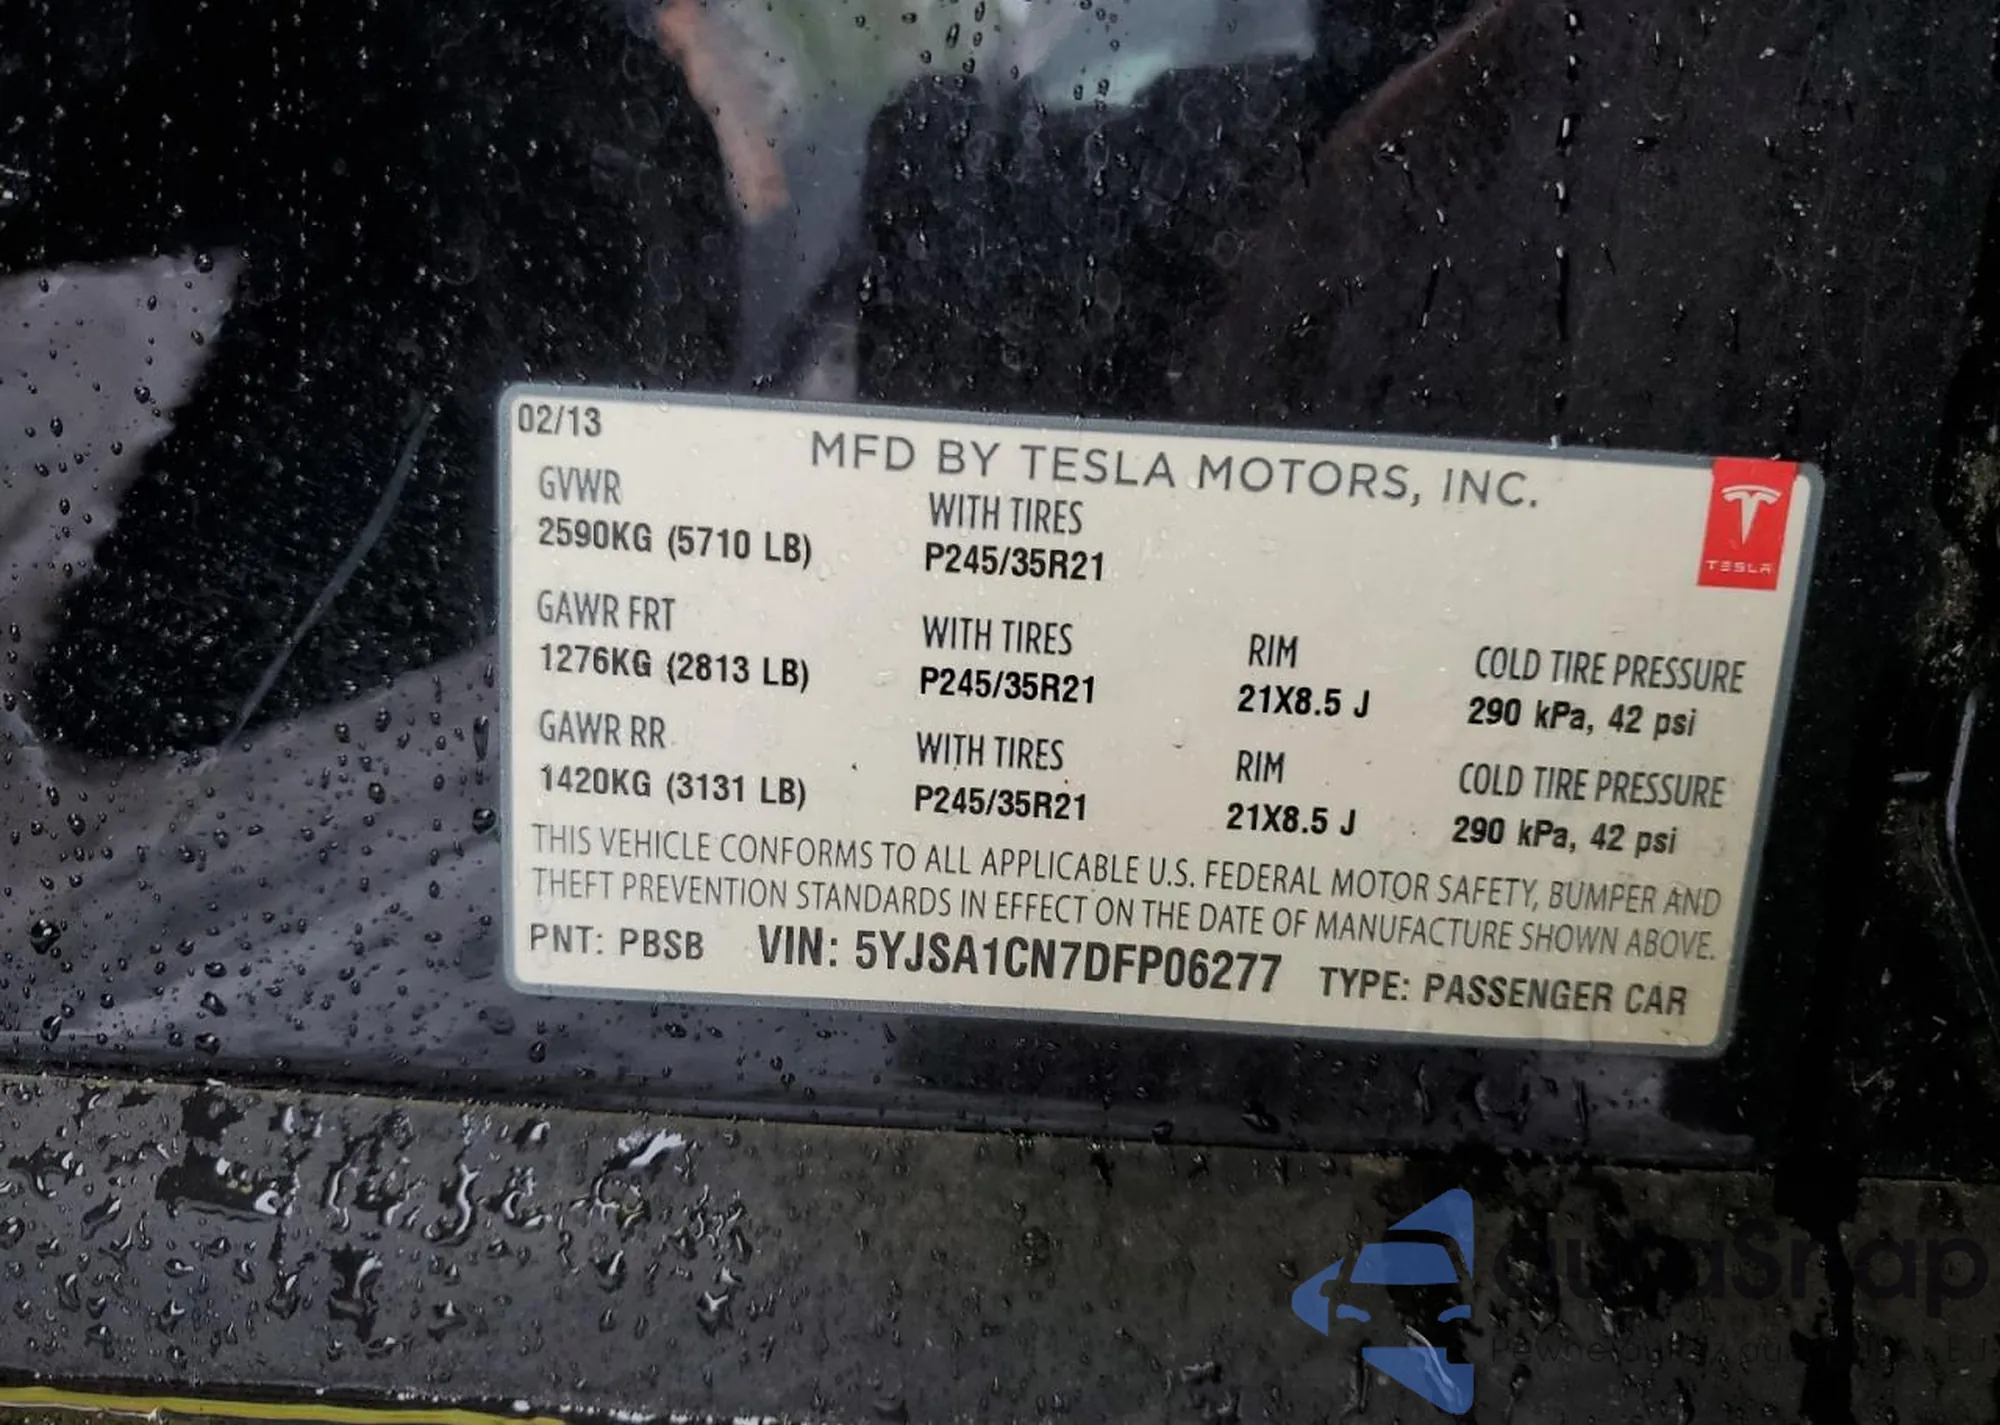 02/13
MFD BY TESLA MOTORS, INC.
TESLA
GVWR WITH TIRES
2590KG (5710 LB) P245/35R21
GAWR FRT WITH TIRES RIM COLD TIRE PRESSURE
1276KG (2813 LB) P245/35R21 21X8.5 J 290 kPa, 42 psi
GAWR RR WITH TIRES RIM COLD TIRE PRESSURE
1420KG (3131 LB) P245/35R21 21X8.5 J 290 kPa, 42 psi
THIS VEHICLE CONFORMS TO ALL APPLICABLE U.S. FEDERAL MOTOR SAFETY, BUMPER AND
THEFT PREVENTION STANDARDS IN EFFECT ON THE DATE OF MANUFACTURE SHOWN ABOVE.
PNT: PBSB VIN: 5YJSA1CN7DFP06277 TYPE: PASSENGER CAR
autaSnap